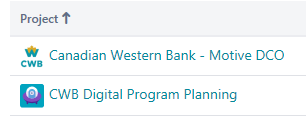 Project ↑
CWB
Canadian Western Bank - Motive DCO
CWB Digital Program Planning